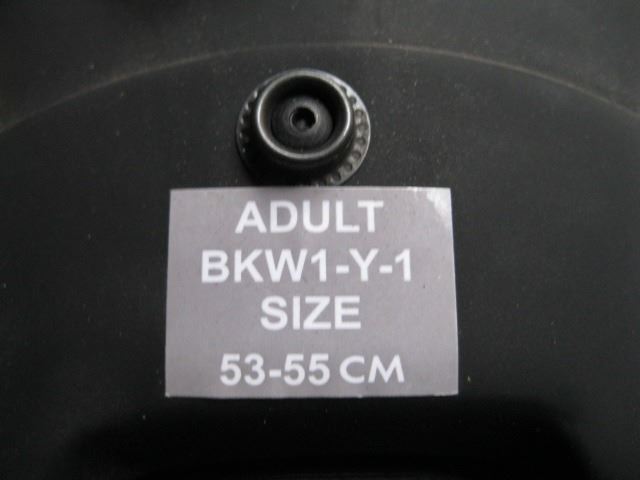 ADULT
BKW1-Y-1
SIZE
53-55 CM